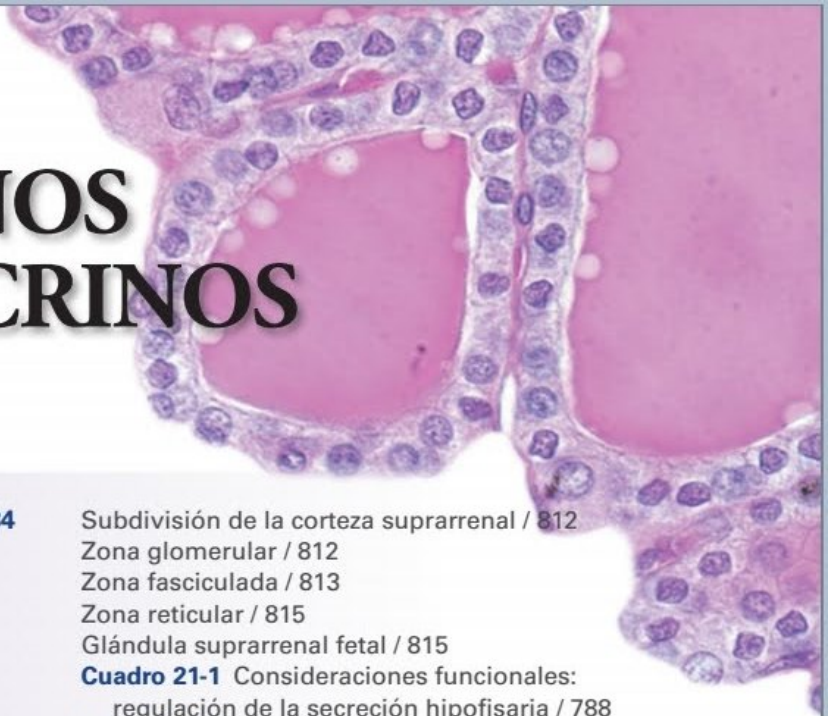 NOS
CRINOS
4
Subdivisión de la corteza suprarrenal / 812
Zona glomerular / 812
Zona fasciculada / 813
Zona reticular / 815
Glándula suprarrenal fetal / 815
Cuadro 21-1 Consideraciones funcionales:
regulación de la secreción hipofisaria / 788